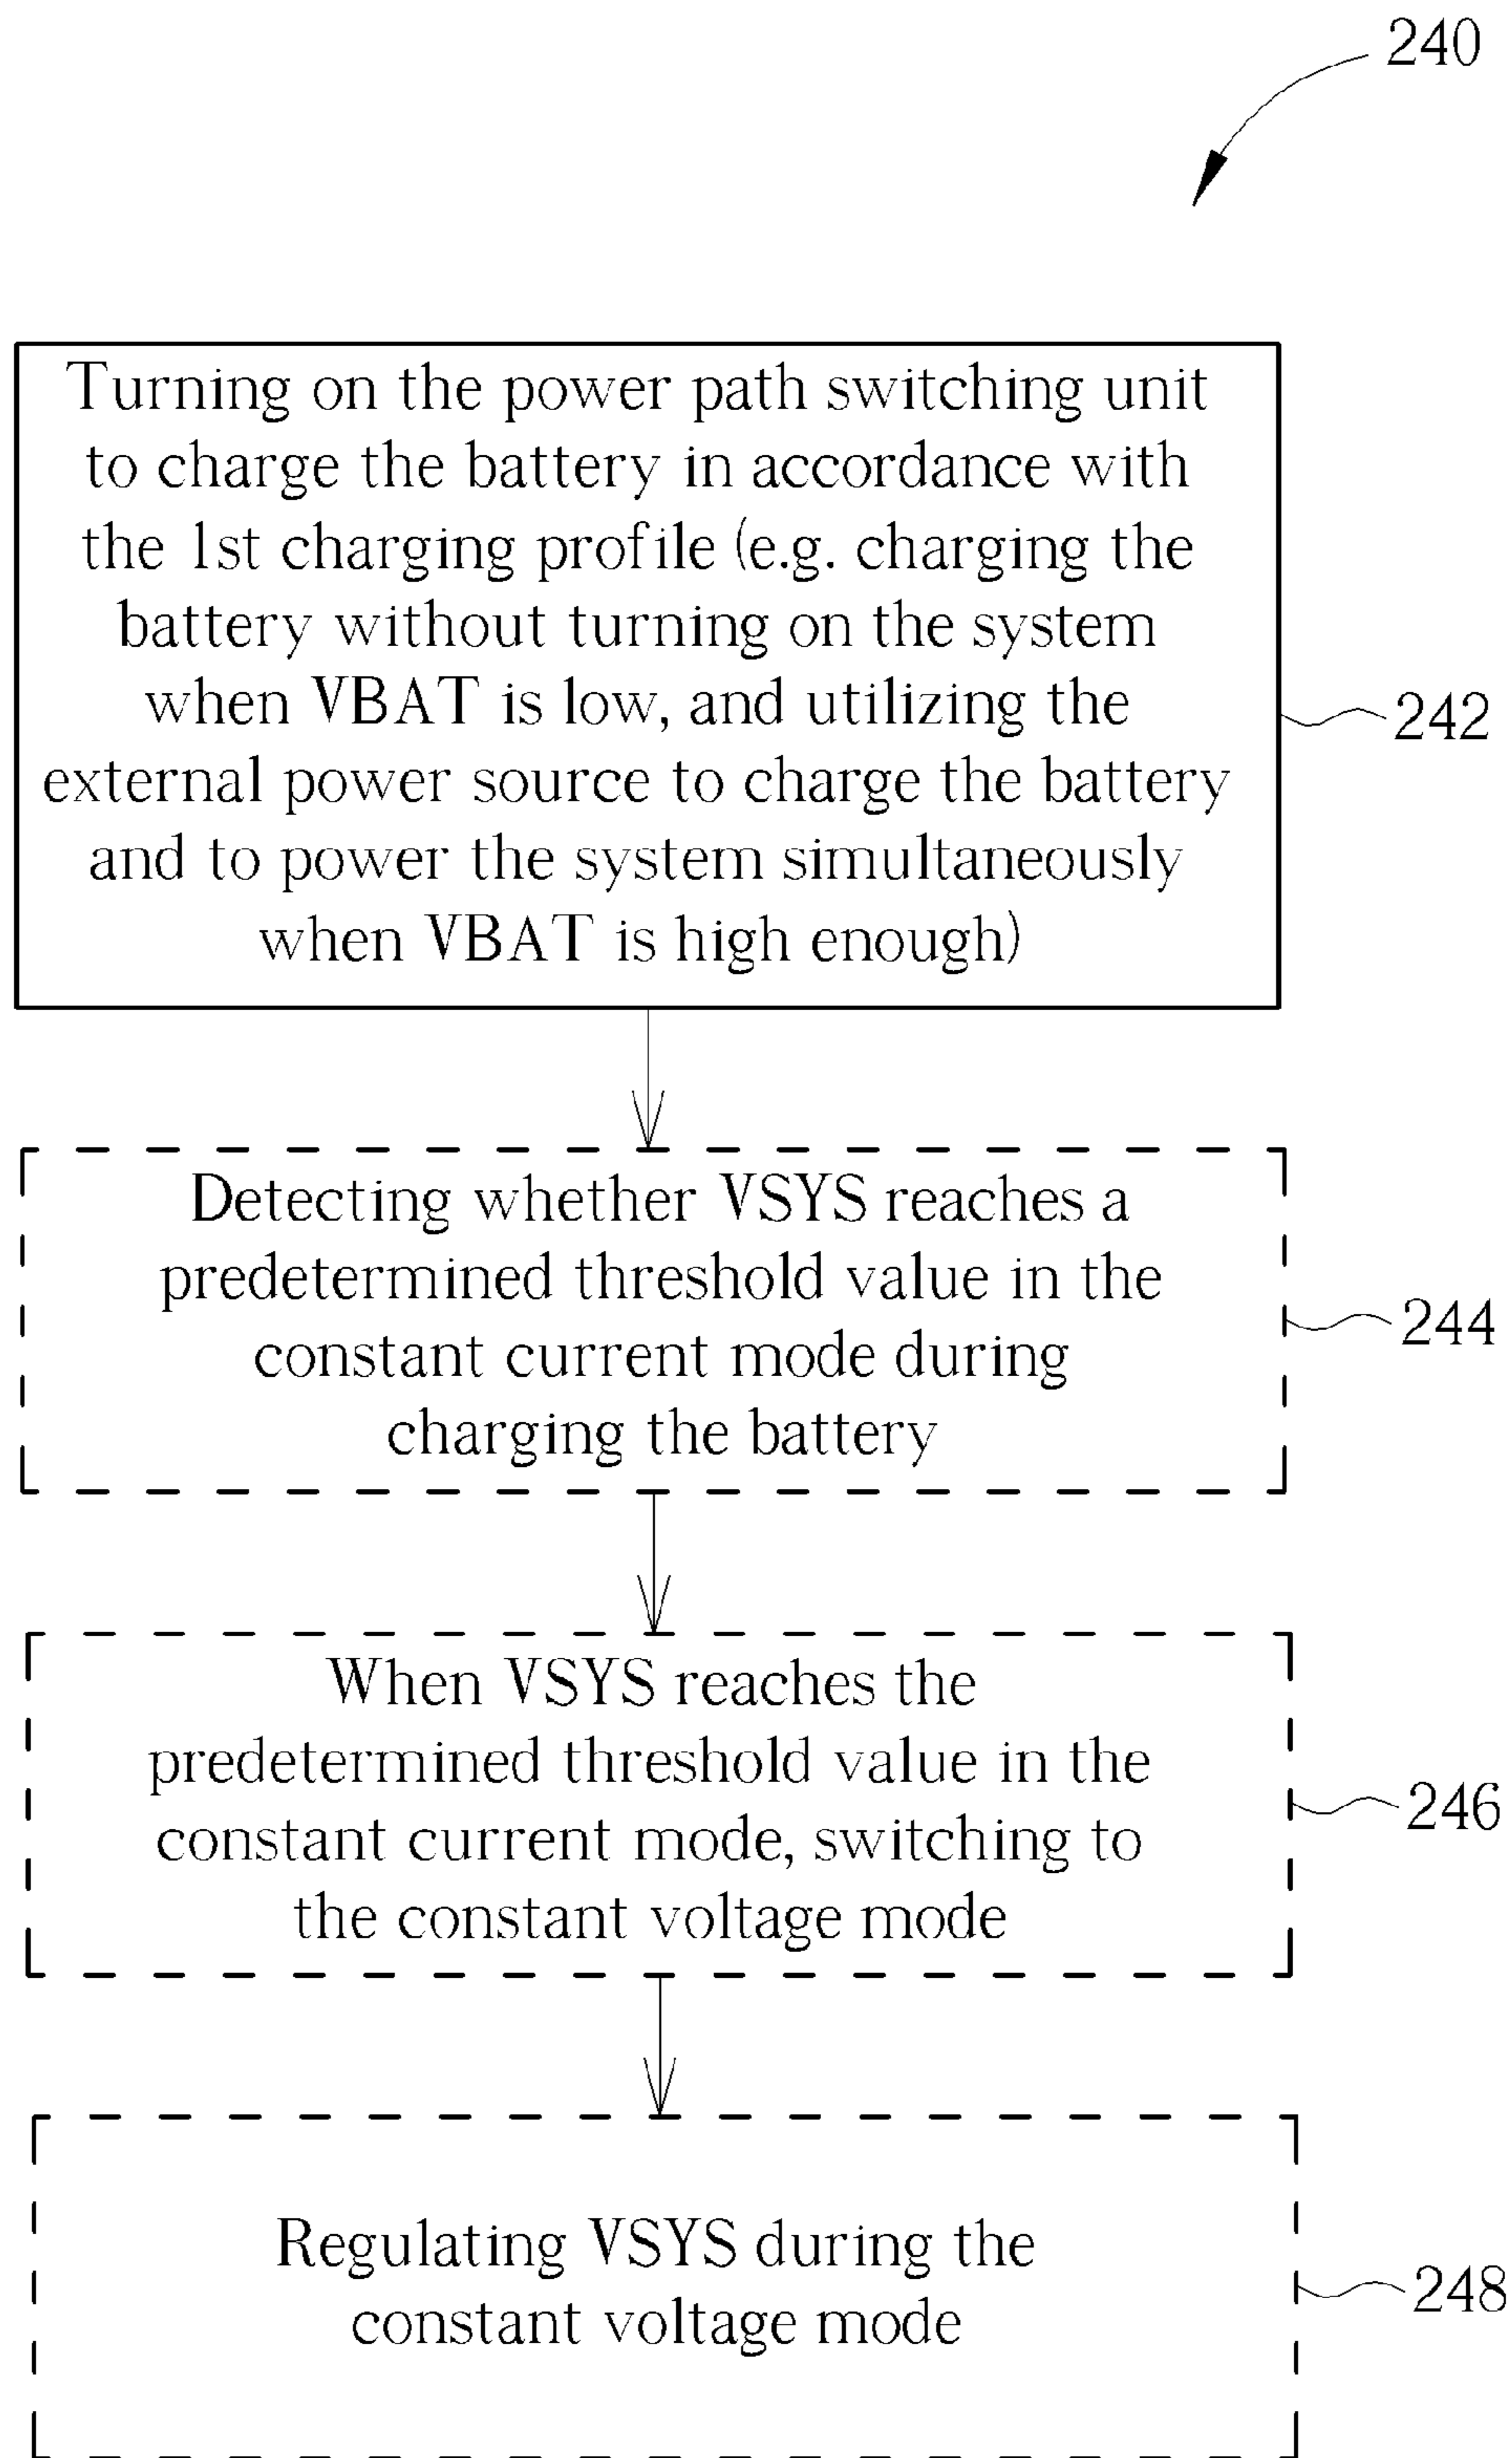 240
Turning on the power path switching unit
to charge the battery in accordance with
the 1st charging profile (e.g. charging the
battery without turning on the system
when VBAT is low, and utilizing the
external power source to charge the battery
and to power the system simultaneously
when VBAT is high enough)
242
Detecting whether VSYS reaches a
predetermined threshold value in the
constant current mode during
charging the battery
244
When VSYS reaches the
predetermined threshold value in the
constant current mode, switching to
the constant voltage mode
246
Regulating VSYS during the
constant voltage mode
248